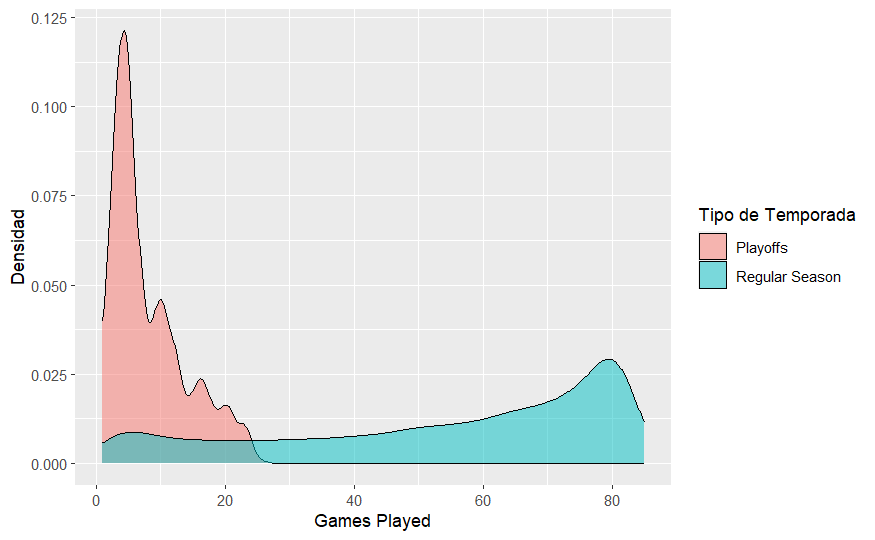 0.125
0.100
0.075
0.050
0.025
0.000
Densidad
0 20 40 60 80
Games Played
Tipo de Temporada
Playoffs
Regular Season